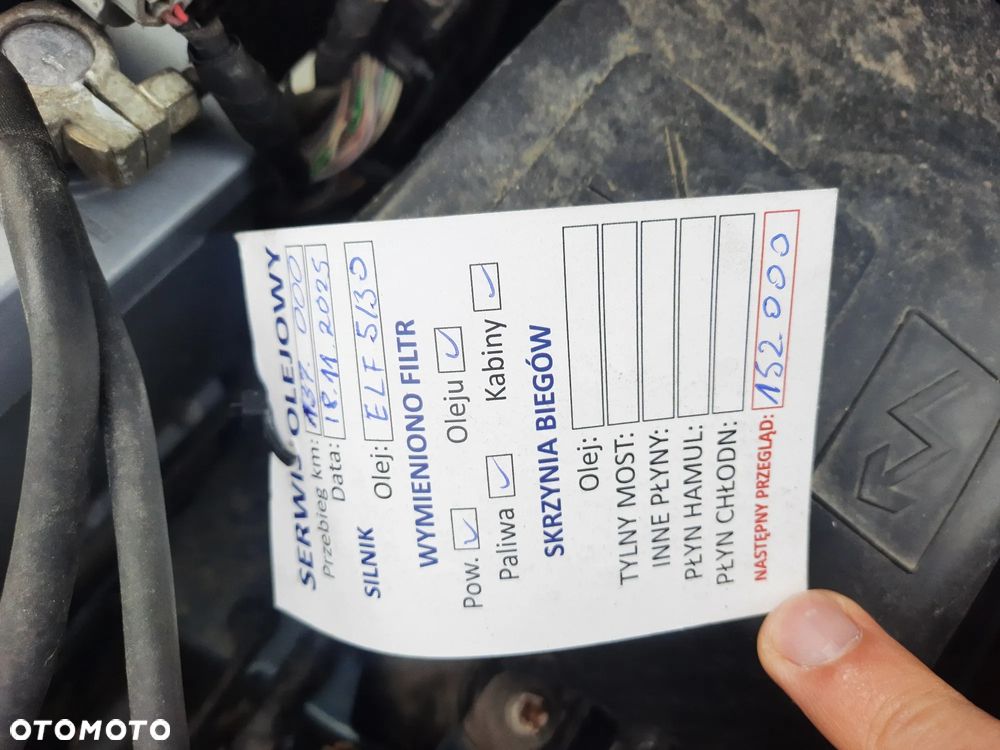 SERWIS OLEJOWY
Przebieg km: 137.000
Data: 18.11.2025
SILNIK Olej: ELF 5/30
WYMIENIONO FILTR
Pow. ✓ Oleju ✓
Paliwa ✓ Kabiny ✓
SKRZYNIA BIEGÓW
Olej:
TYLNY MOST:
INNE PŁYNY:
PŁYN HAMUL:
PŁYN CHŁODN:
NASTĘPNY PRZEGLĄD: 152.000
OTOMOTO